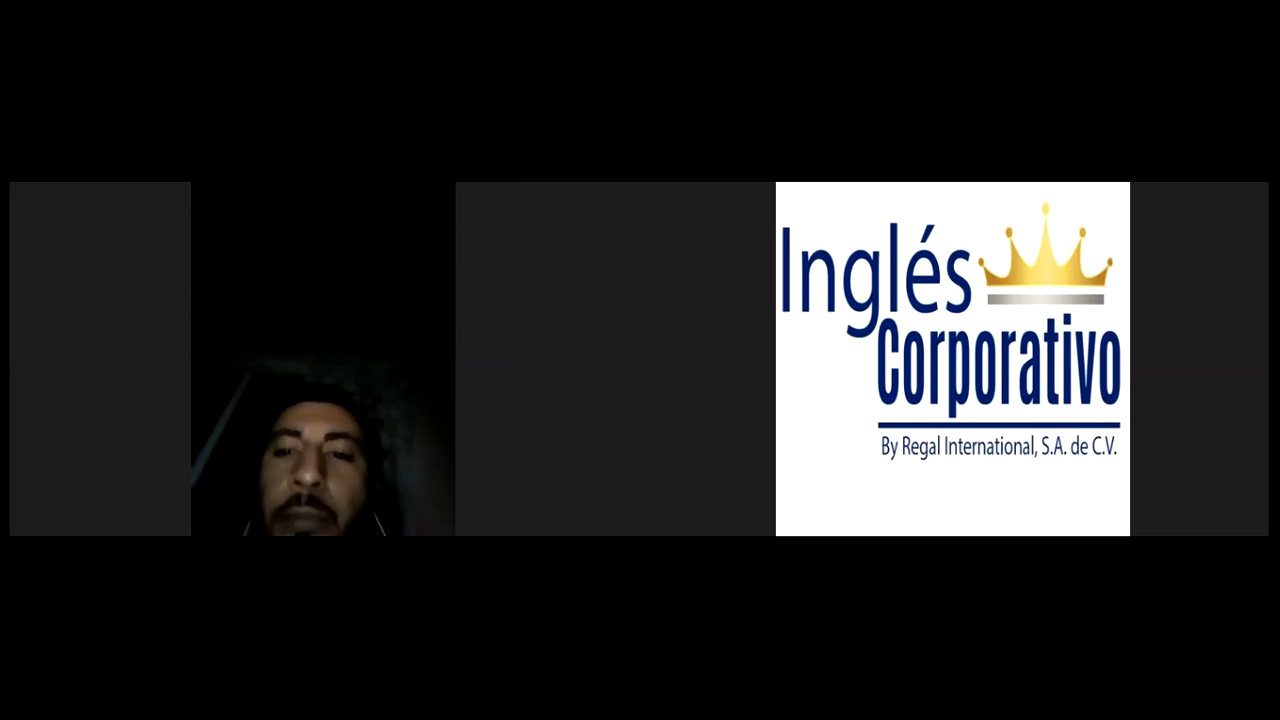 Inglés
Corporativo
By Regal International, S.A. de C.V.